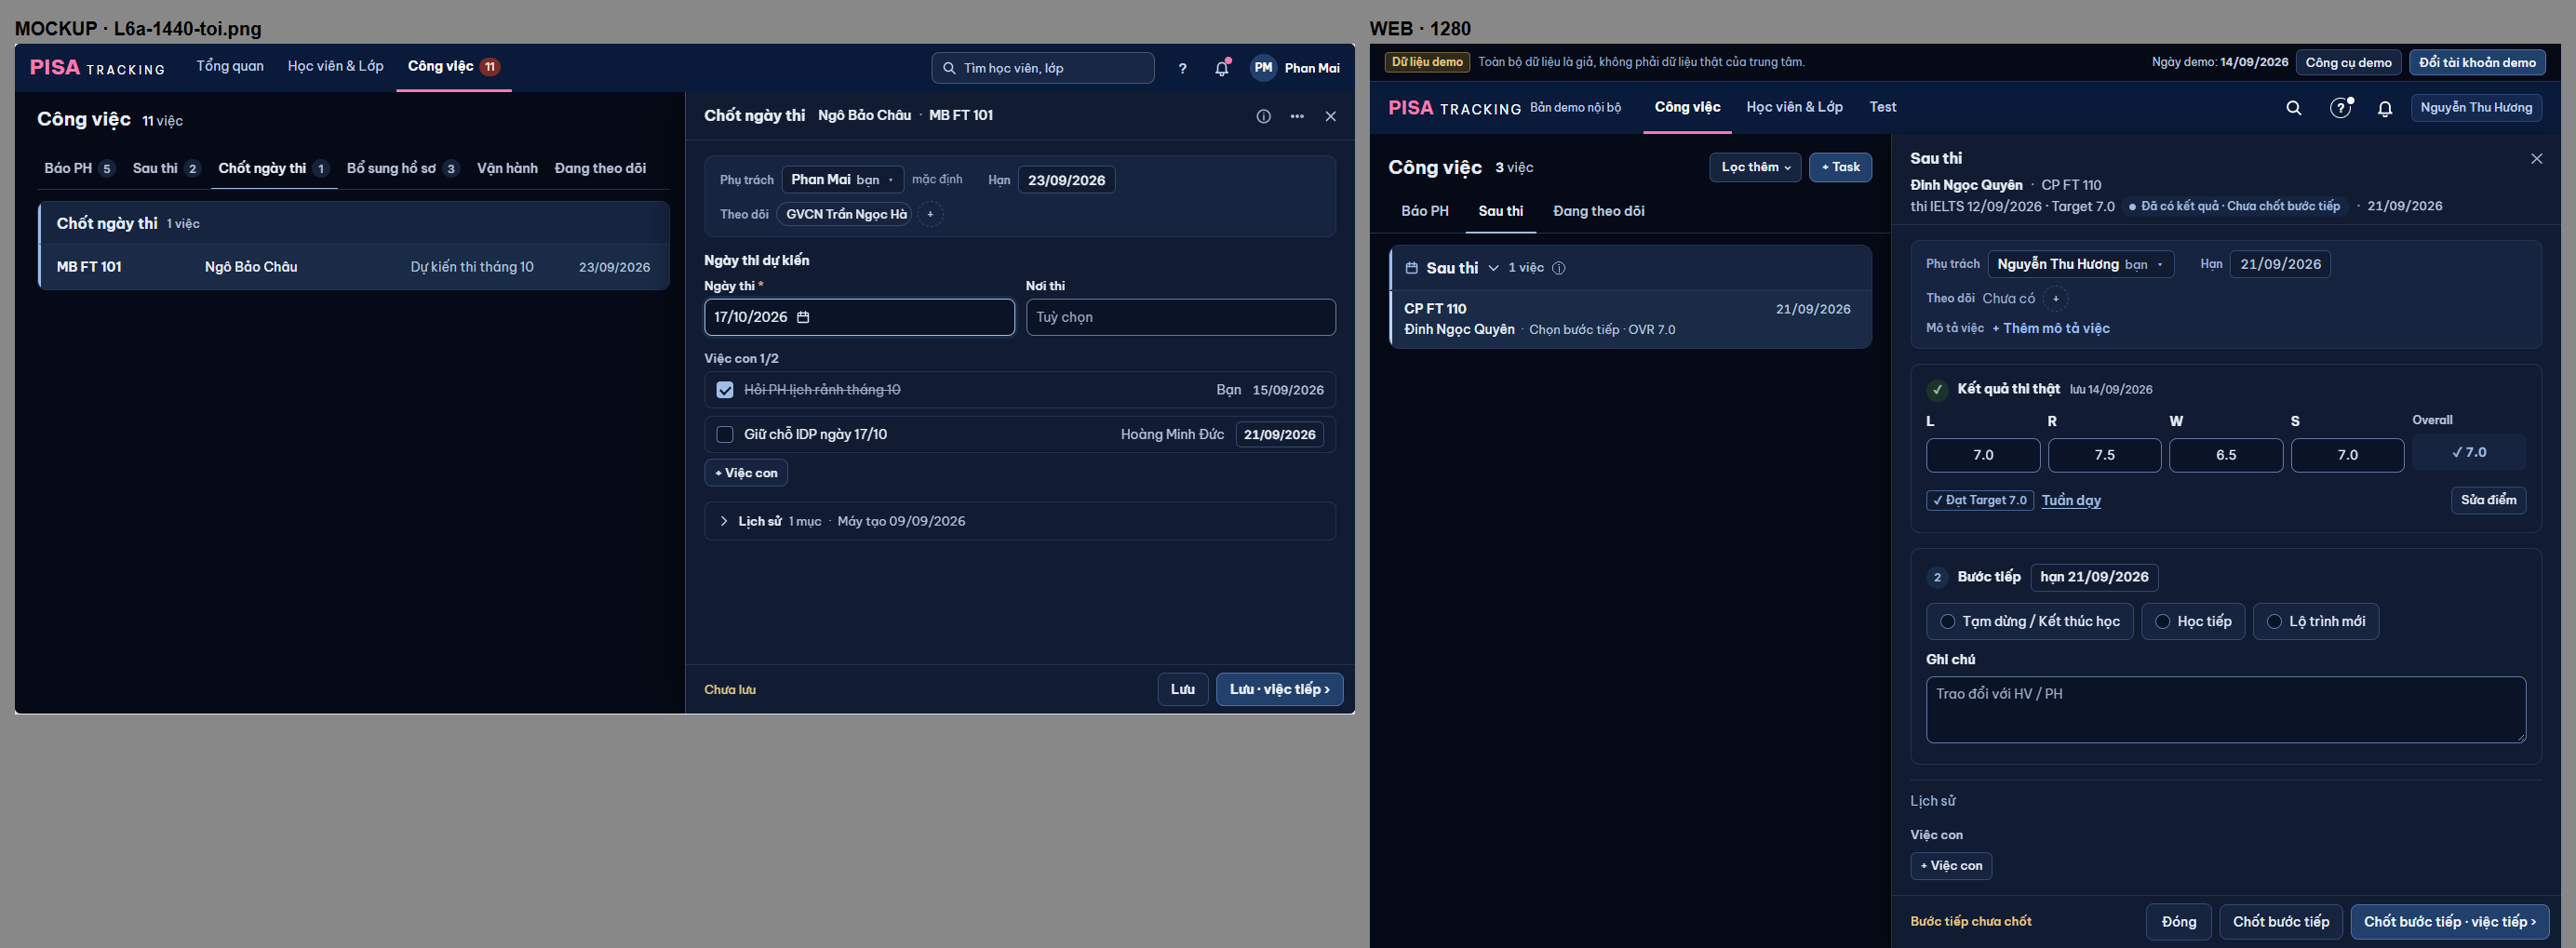 MOCKUP · L6a-1440-toi.png
PISA TRACKING Tổng quan Học viên & Lớp Công việc 11 Tìm học viên, lớp ? PM Phan Mai
Công việc 11 việc
Báo PH 5 Sau thi 2 Chốt ngày thi 1 Bổ sung hồ sơ 3 Vận hành Đang theo dõi
Chốt ngày thi 1 việc
MB FT 101 Ngô Bảo Châu Dự kiến thi tháng 10 23/09/2026
Chốt ngày thi Ngô Bảo Châu · MB FT 101
Phụ trách Phan Mai bạn mặc định Hạn 23/09/2026
Theo dõi GVCN Trần Ngọc Hà +
Ngày thi dự kiến
Ngày thi * Nơi thi
17/10/2026 Tuỳ chọn
Việc con 1/2
Hỏi PH lịch rảnh tháng 10 Bạn 15/09/2026
Giữ chỗ IDP ngày 17/10 Hoàng Minh Đức 21/09/2026
+ Việc con
Lịch sử 1 mục · Máy tạo 09/09/2026
Chưa lưu Lưu Lưu · việc tiếp ›
WEB · 1280
Dữ liệu demo Toàn bộ dữ liệu là giả, không phải dữ liệu thật của trung tâm. Ngày demo: 14/09/2026 Công cụ demo Đổi tài khoản demo
PISA TRACKING Bản demo nội bộ Công việc Học viên & Lớp Test ? Nguyễn Thu Hương
Công việc 3 việc Lọc thêm + Task
Báo PH Sau thi Đang theo dõi
Sau thi 1 việc
CP FT 110 21/09/2026
Đinh Ngọc Quyên · Chọn bước tiếp · OVR 7.0
Sau thi
Đinh Ngọc Quyên · CP FT 110
thi IELTS 12/09/2026 · Target 7.0 Đã có kết quả · Chưa chốt bước tiếp · 21/09/2026
Phụ trách Nguyễn Thu Hương bạn Hạn 21/09/2026
Theo dõi Chưa có +
Mô tả việc + Thêm mô tả việc
✓ Kết quả thi thật lưu 14/09/2026
L R W S Overall
7.0 7.5 6.5 7.0 ✓ 7.0
✓ Đạt Target 7.0 Tuần dạy Sửa điểm
2 Bước tiếp hạn 21/09/2026
Tạm dừng / Kết thúc học Học tiếp Lộ trình mới
Ghi chú
Trao đổi với HV / PH
Lịch sử
Việc con
+ Việc con
Bước tiếp chưa chốt Đóng Chốt bước tiếp Chốt bước tiếp · việc tiếp ›